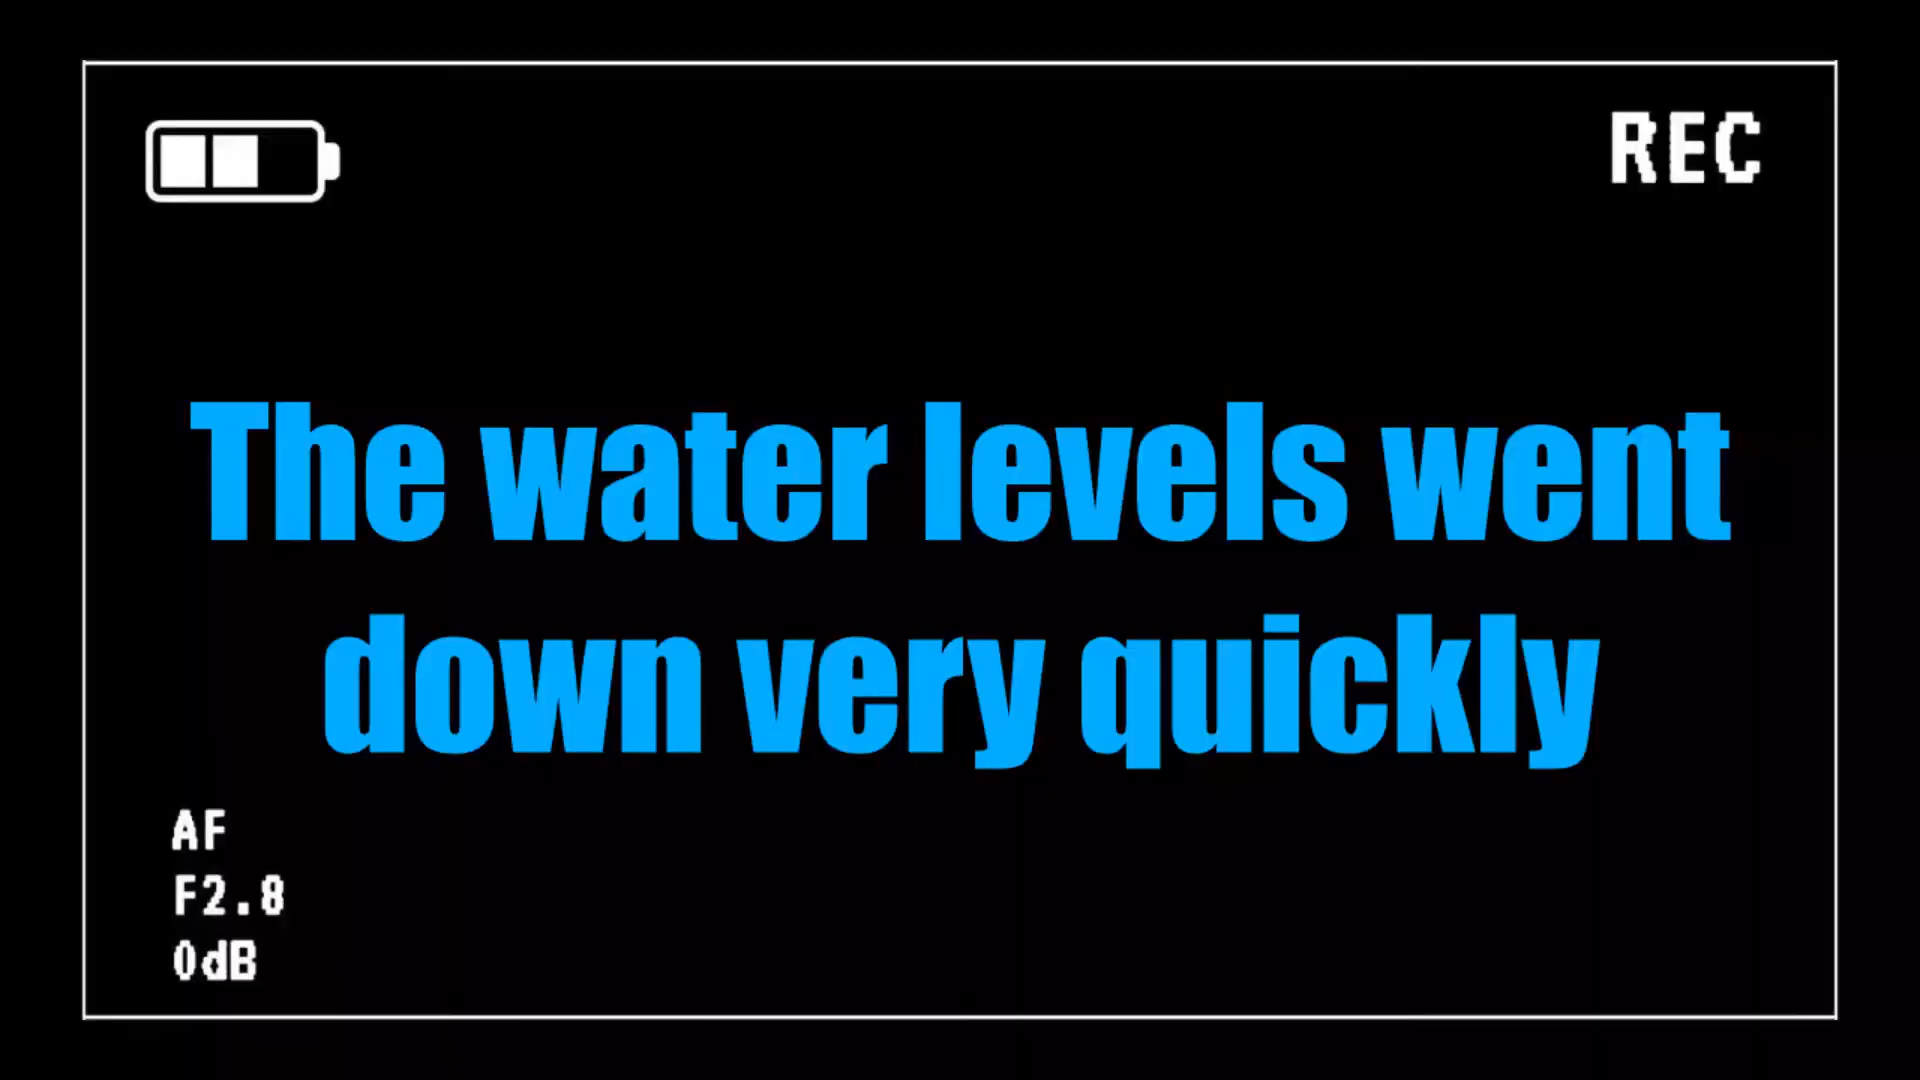 REC
The water levels went
down very quickly
AF
F2.8
0dB